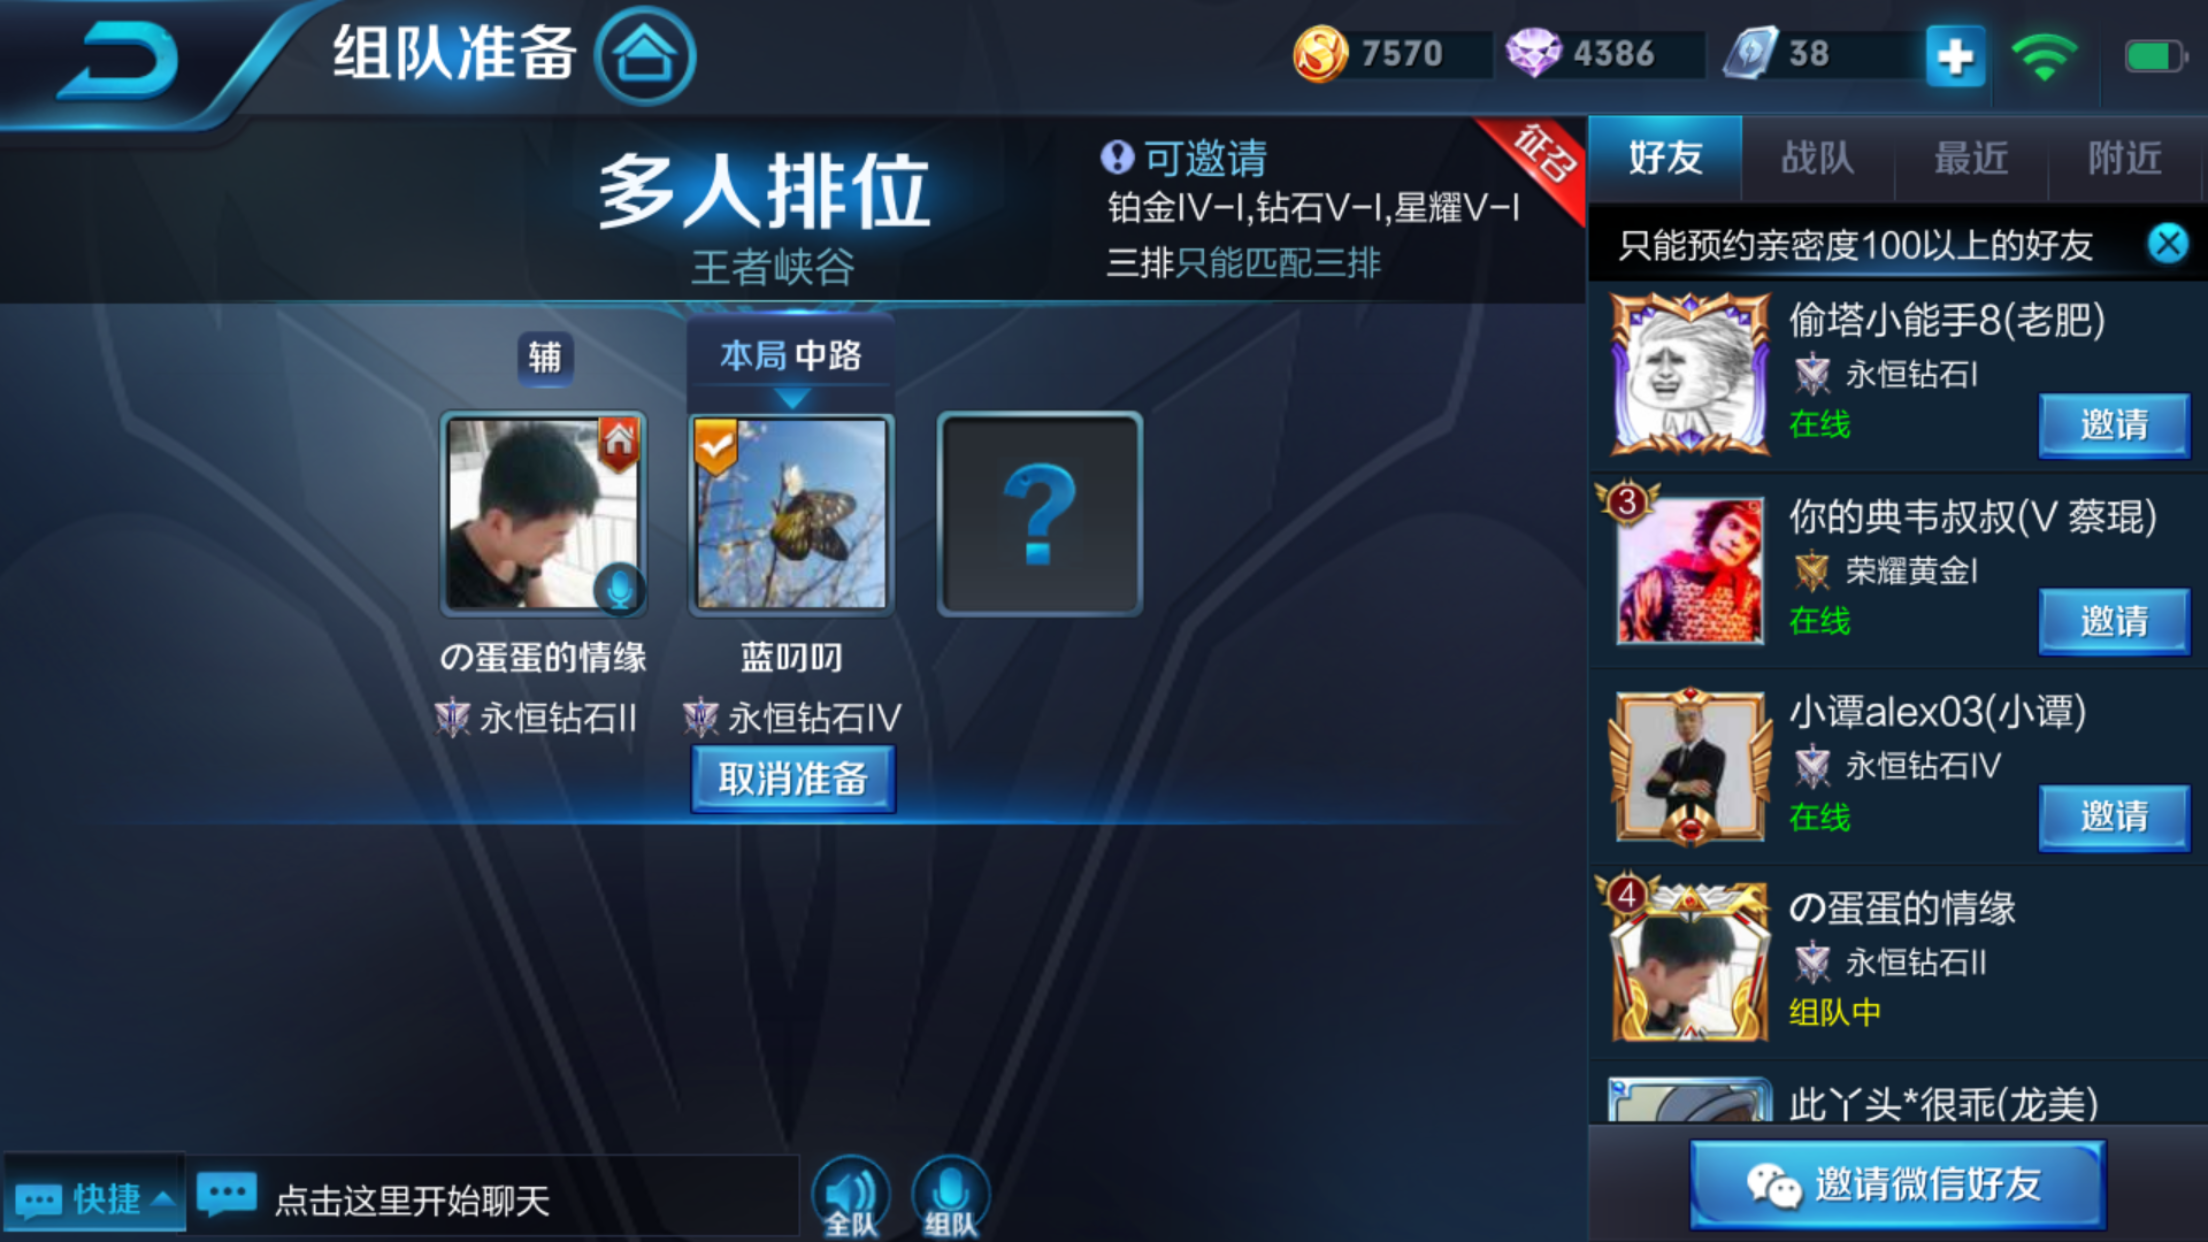 组队准备
7570
4386
38
多人排位
王者峡谷
可邀请
铂金IV-I,钻石V-I,星耀V-I
三排只能匹配三排
征召
辅
本局 中路
の蛋蛋的情缘
永恒钻石II
蓝叨叨
永恒钻石IV
取消准备
好友 战队 最近 附近
只能预约亲密度100以上的好友
偷塔小能手8(老肥)
永恒钻石I
在线
邀请
3
你的典韦叔叔(V 蔡琨)
荣耀黄金I
在线
邀请
小谭alex03(小谭)
永恒钻石IV
在线
邀请
4
の蛋蛋的情缘
永恒钻石II
组队中
此丫头*很乖(龙美)
邀请微信好友
快捷
点击这里开始聊天
全队
组队